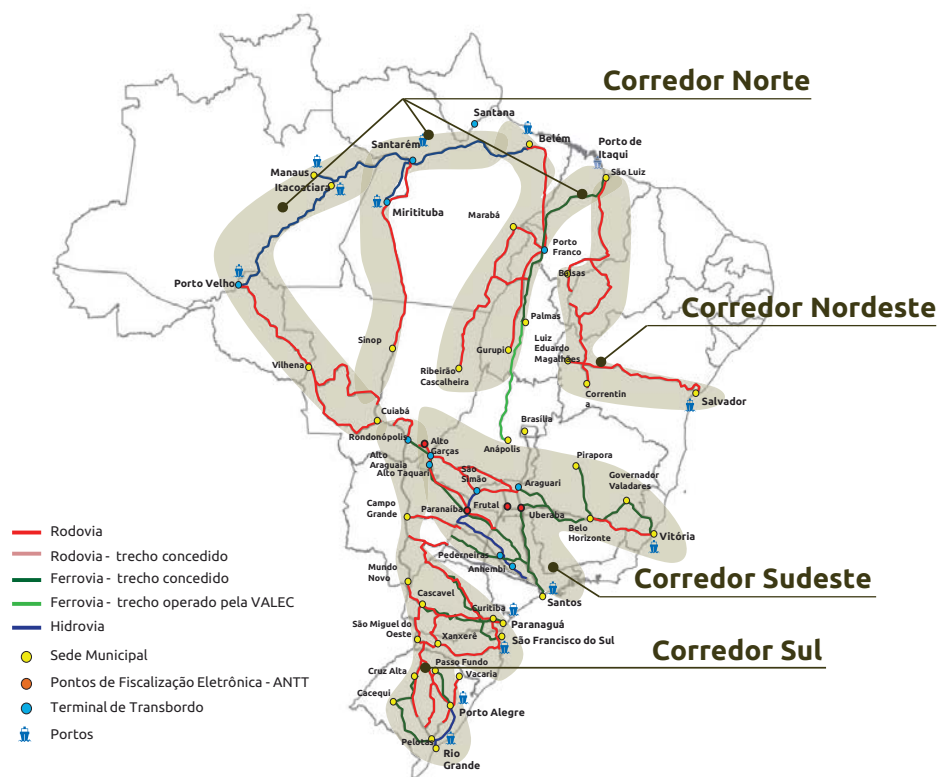 Corredor Norte
Santana
Santarém
Belém
Porto de
Itaqui
São Luiz
Manaus
Itacoatiara
Miritituba
Marabá
Porto
Franco
Balsas
Porto Velho
Corredor Nordeste
Palmas
Luiz
Eduardo
Magalhães
Sinop
Gurupi
Vilhena
Ribeirão
Cascalheira
Correntin
a
Salvador
Cuiabá
Brasília
Rondonópolis
Alto
Garças
Anápolis
Alto
Araguaia
Alto Taquari
Pirapora
São
Simão
Araguari
Governador
Valadares
Campo
Grande
Paranaiba
Frutal
Uberaba
Belo
Horizonte
Vitória
Rodovia
Rodovia - trecho concedido
Ferrovia - trecho concedido
Ferrovia - trecho operado pela VALEC
Hidrovia
Sede Municipal
Pontos de Fiscalização Eletrônica - ANTT
Terminal de Transbordo
Portos
Pederneiras
Anhembi
Mundo
Novo
Corredor Sudeste
Santos
Cascavel
Curitiba
Paranaguá
São Miguel do
Oeste
Xanxerê
São Francisco do Sul
Corredor Sul
Passo Fundo
Cruz Alta
Vacaria
Cacequi
Porto Alegre
Pelotas
Rio
Grande